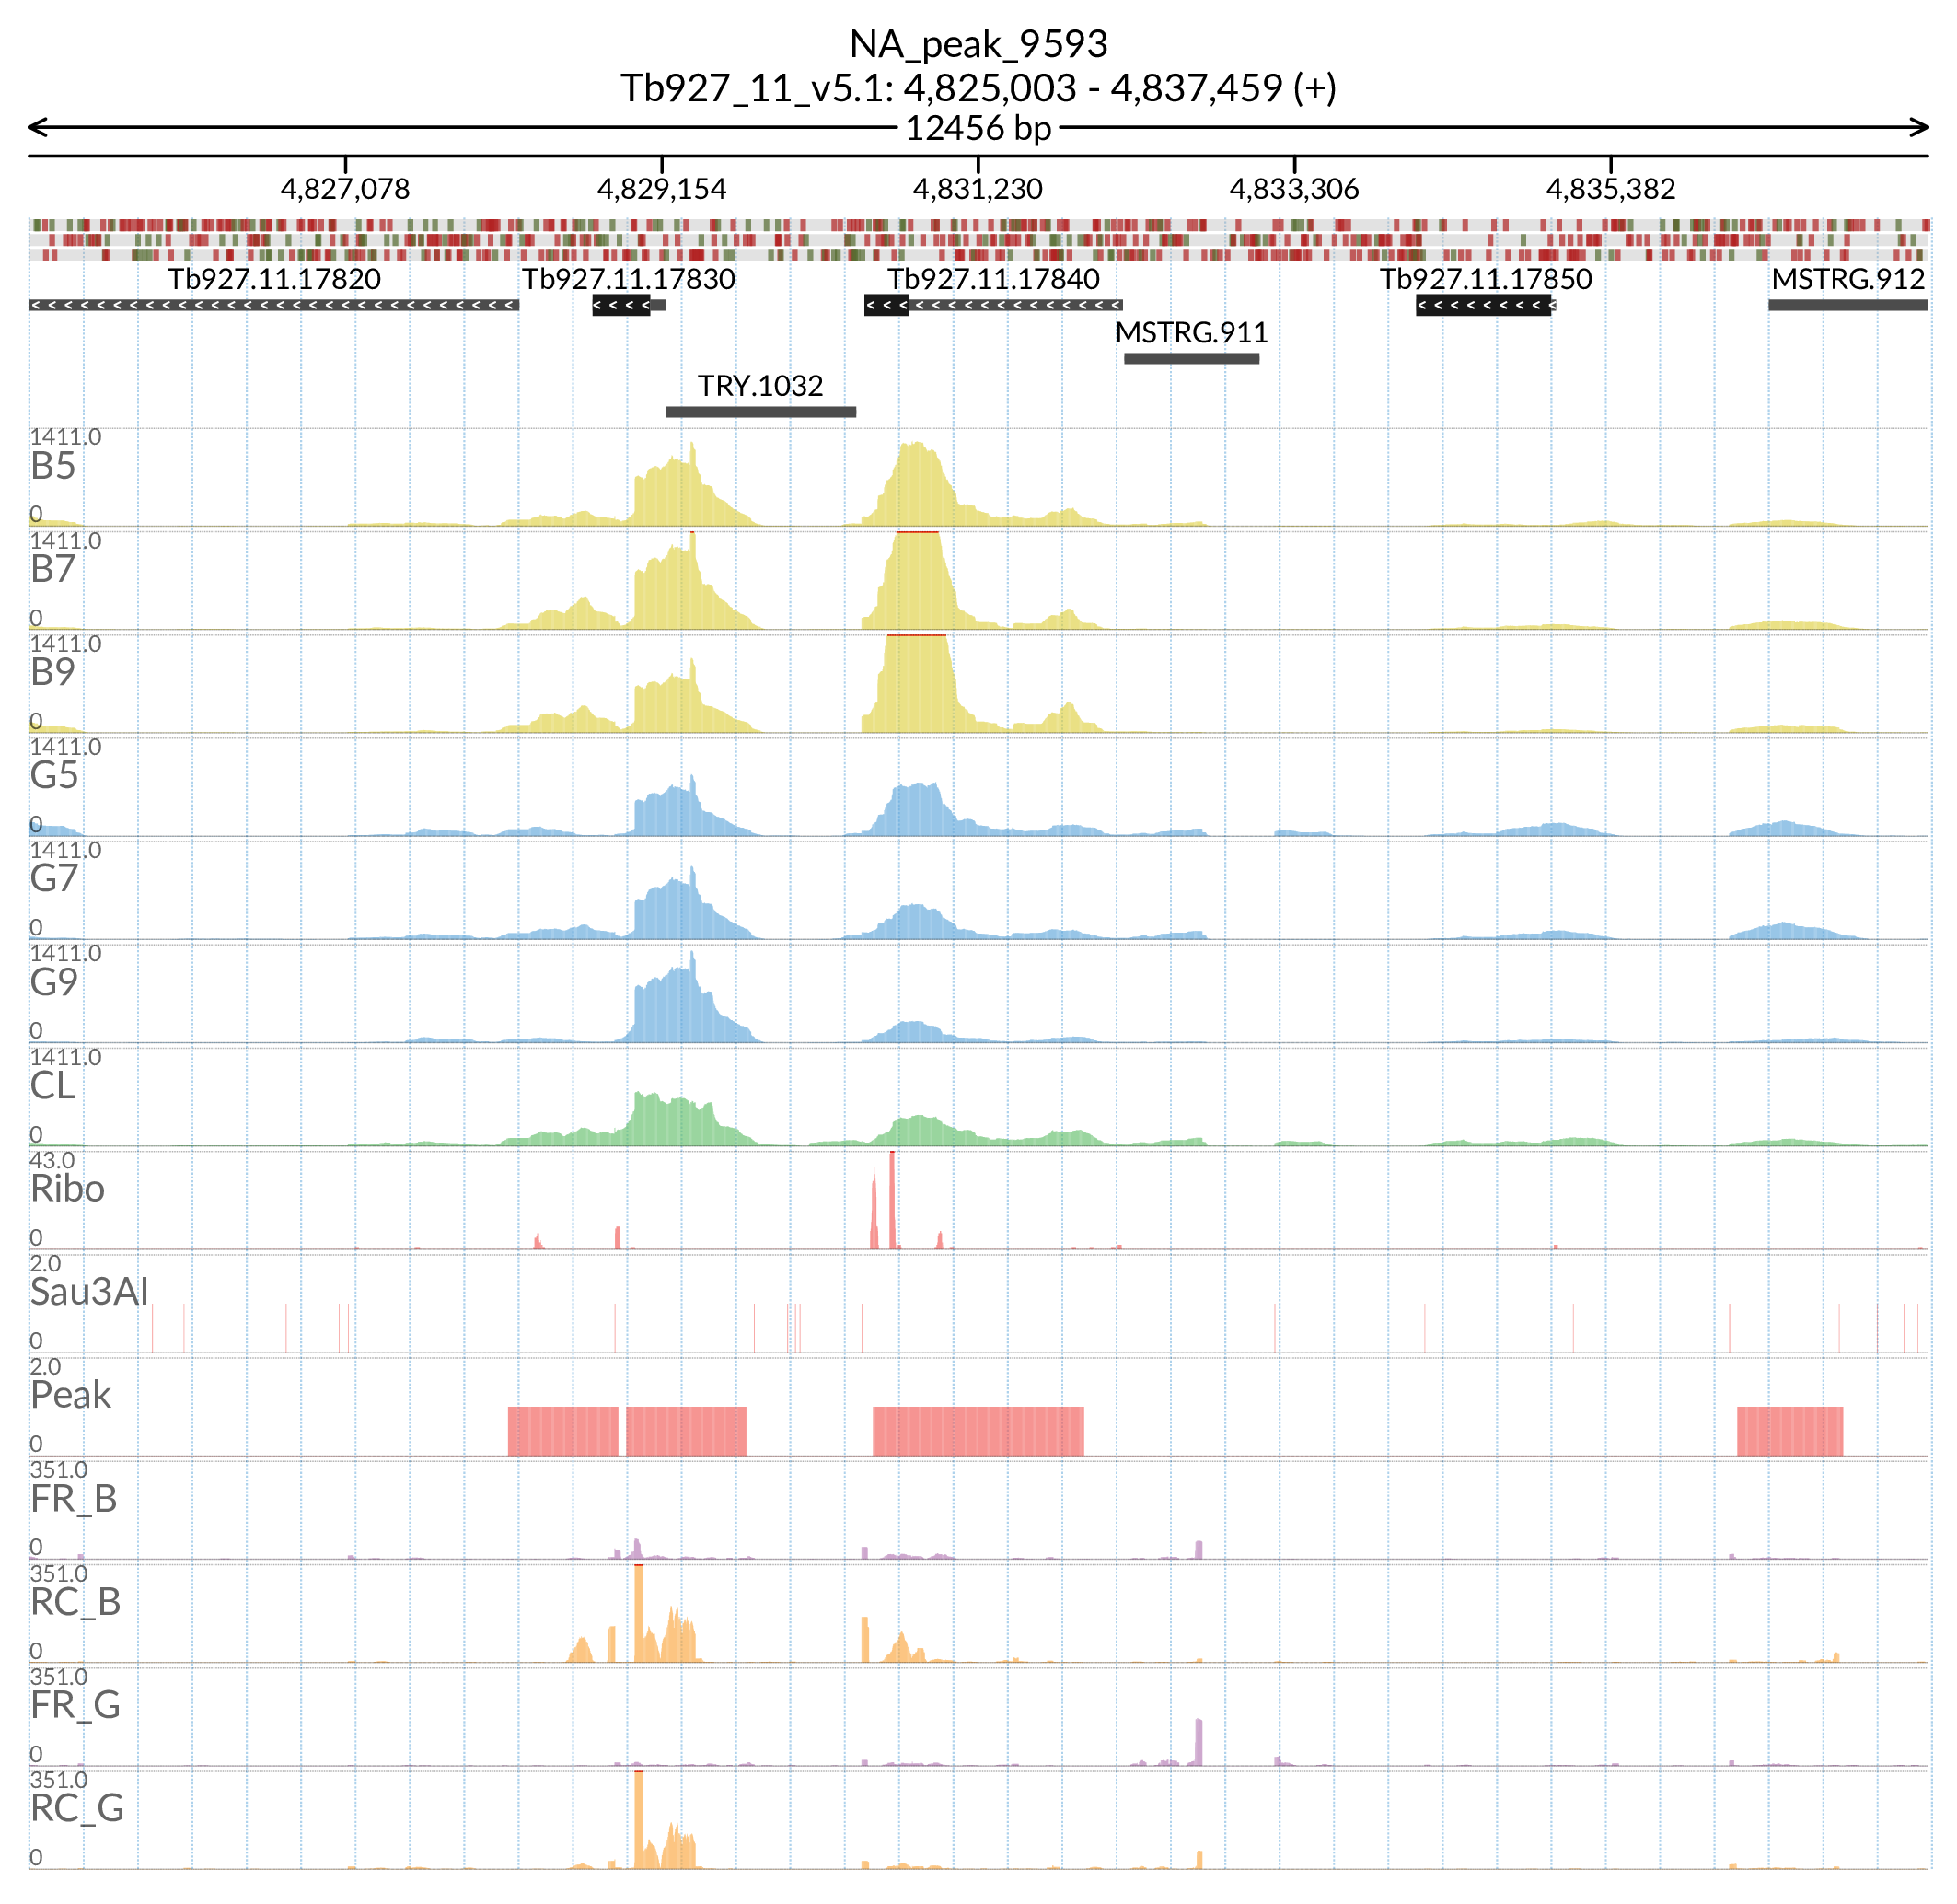 NA_peak_9593
Tb927_11_v5.1: 4,825,003 - 4,837,459 (+)
12456 bp
4,827,078 4,829,154 4,831,230 4,833,306 4,835,382
Tb927.11.17820 Tb927.11.17830 Tb927.11.17840 Tb927.11.17850 MSTRG.912
MSTRG.911
TRY.1032
1411.0
B5
0
1411.0
B7
0
1411.0
B9
0
1411.0
G5
0
1411.0
G7
0
1411.0
G9
0
1411.0
CL
0
43.0
Ribo
0
2.0
Sau3AI
0
2.0
Peak
0
351.0
FR_B
0
351.0
RC_B
0
351.0
FR_G
0
351.0
RC_G
0